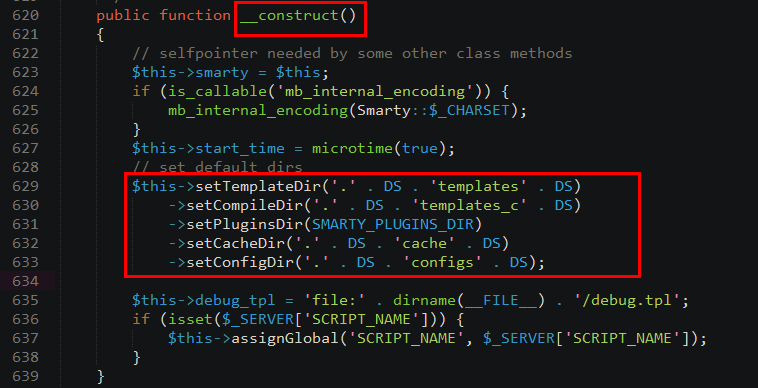 620 public function __construct()
621 {
622 // selfpointer needed by some other class methods
623 $this->smarty = $this;
624 if (is_callable('mb_internal_encoding')) {
625 mb_internal_encoding(Smarty::$_CHARSET);
626 }
627 $this->start_time = microtime(true);
628 // set default dirs
629 $this->setTemplateDir('.' . DS . 'templates' . DS)
630 ->setCompileDir('.' . DS . 'templates_c' . DS)
631 ->setPluginsDir(SMARTY_PLUGINS_DIR)
632 ->setCacheDir('.' . DS . 'cache' . DS)
633 ->setConfigDir('.' . DS . 'configs' . DS);
634
635 $this->debug_tpl = 'file:' . dirname(__FILE__) . '/debug.tpl';
636 if (isset($_SERVER['SCRIPT_NAME'])) {
637 $this->assignGlobal('SCRIPT_NAME', $_SERVER['SCRIPT_NAME']);
638 }
639 }